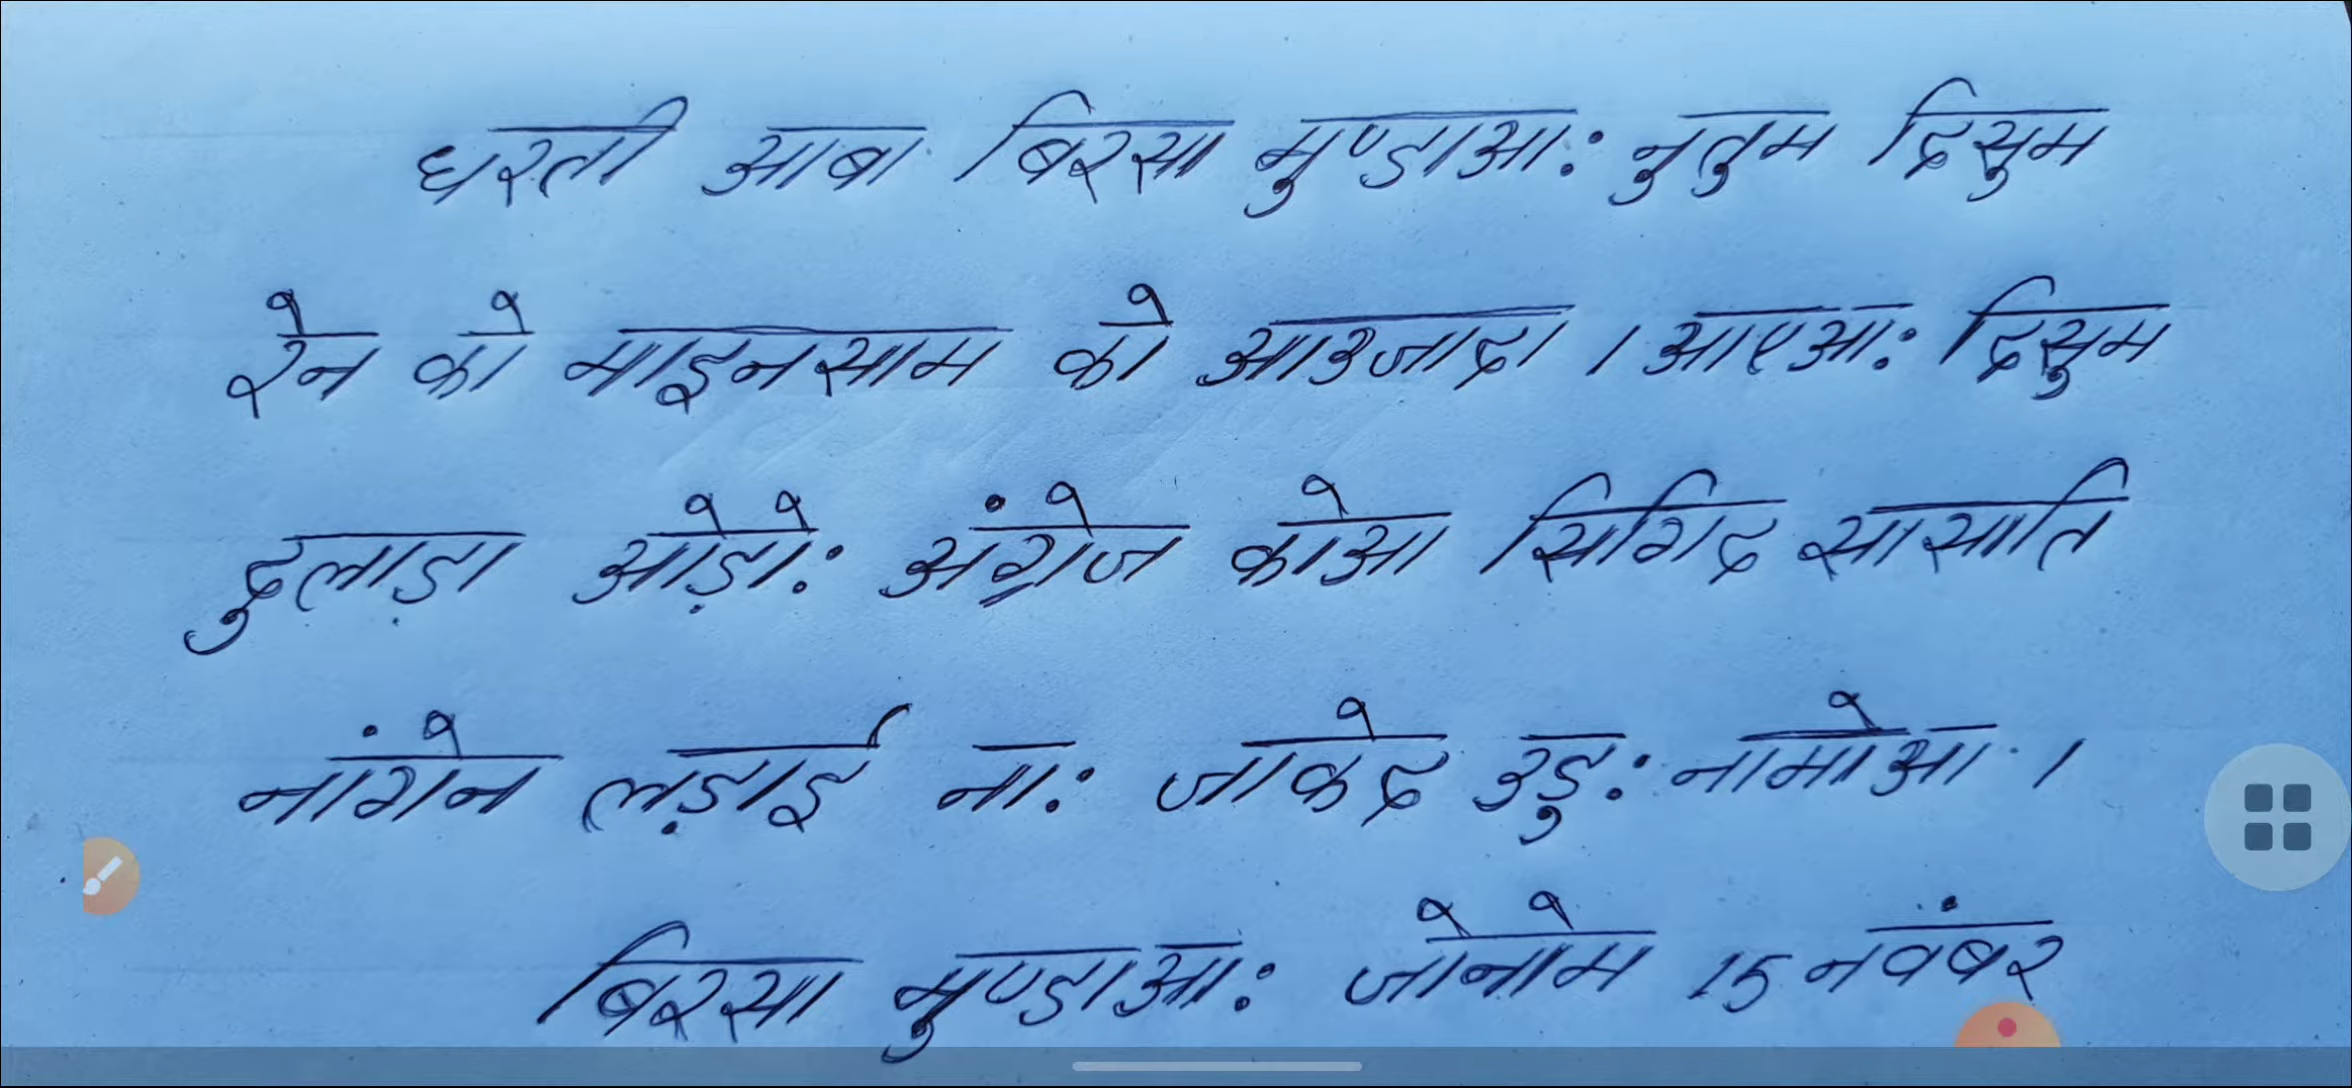 धरती आबा बिरसा मुण्डाआ: नुतुम दिसुम
रेन को माइनसाम को आउजादा । आएआ: दिसुम
दुलाड़ा ओड़ो: अंग्रेज कोआ सिगिद सासाति
नांगेन लड़ाई ना: जाकेद उडु: नामोआ ।
बिरसा मुण्डाआ: जोनोम 15 नवंबर